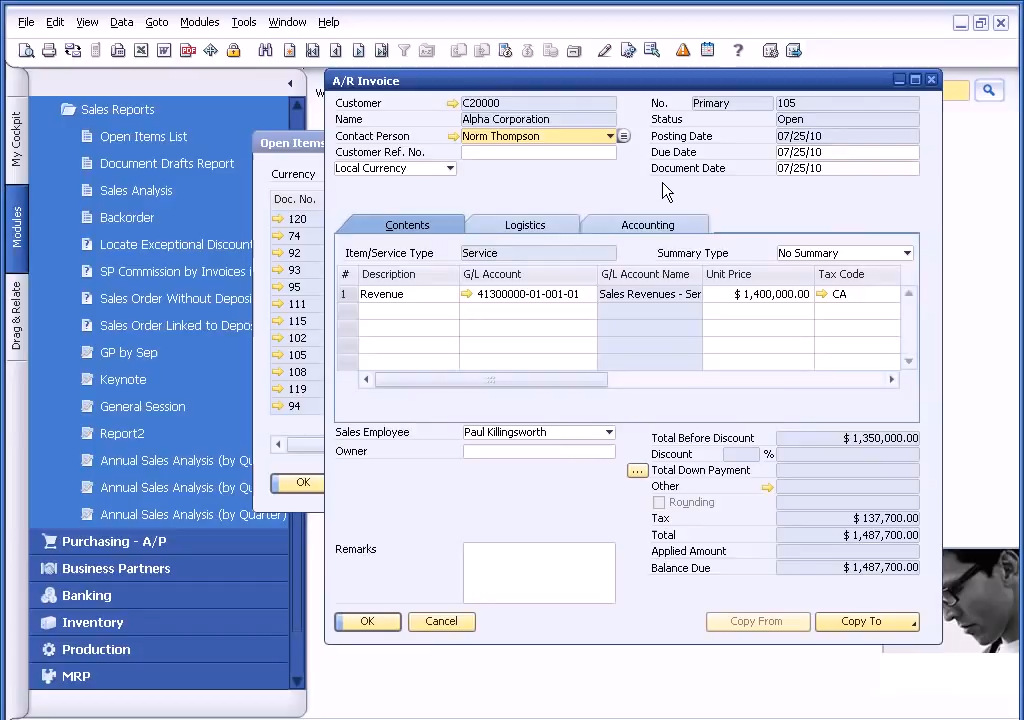 File Edit View Data Goto Modules Tools Window Help
My Cockpit
Modules
Drag & Relate
Sales Reports
Open Items List
Document Drafts Report
Sales Analysis
Backorder
Locate Exceptional Discount
SP Commission by Invoices i
Sales Order Without Deposi
Sales Order Linked to Depo
GP by Sep
Keynote
General Session
Report2
Annual Sales Analysis (by Qu
Annual Sales Analysis (by Qu
Annual Sales Analysis (by Quarter)
Purchasing - A/P
Business Partners
Banking
Inventory
Production
MRP
Open Items
Currency
Doc. No.
120
74
92
93
95
111
115
102
105
108
119
94
OK
A/R Invoice
Customer C20000
Name Alpha Corporation
Contact Person Norm Thompson
Customer Ref. No.
Local Currency
No. Primary 105
Status Open
Posting Date 07/25/10
Due Date 07/25/10
Document Date 07/25/10
Contents Logistics Accounting
Item/Service Type Service Summary Type No Summary
# Description G/L Account G/L Account Name Unit Price Tax Code
1 Revenue 41300000-01-001-01 Sales Revenues - Ser $ 1,400,000.00 CA
Sales Employee Paul Killingsworth
Owner
Remarks
Total Before Discount $ 1,350,000.00
Discount %
... Total Down Payment
Other
Rounding
Tax $ 137,700.00
Total $ 1,487,700.00
Applied Amount
Balance Due $ 1,487,700.00
OK Cancel Copy From Copy To